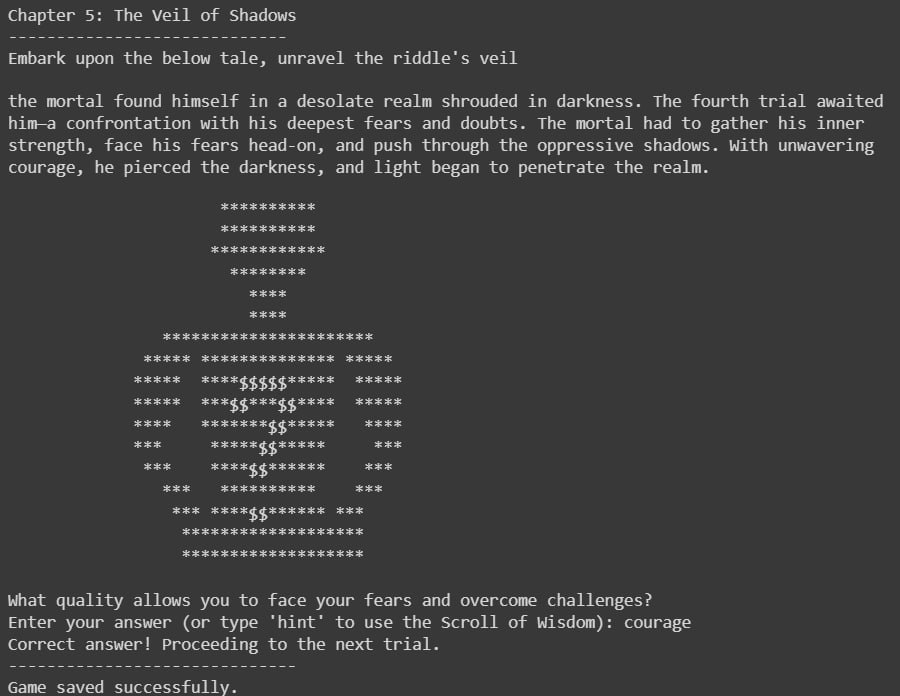 Chapter 5: The Veil of Shadows
-----------------------------
Embark upon the below tale, unravel the riddle's veil
the mortal found himself in a desolate realm shrouded in darkness. The fourth trial awaited
him—a confrontation with his deepest fears and doubts. The mortal had to gather his inner
strength, face his fears head-on, and push through the oppressive shadows. With unwavering
courage, he pierced the darkness, and light began to penetrate the realm.
**********
**********
************
********
****
****
**********************
***** ************** *****
*****  ****$$$$$*****  *****
*****  ***$$***$$****  *****
****   *******$$*****   ****
***     *****$$*****     ***
***    ****$$******    ***
***   **********    ***
*** ****$$****** ***
*******************
*******************
What quality allows you to face your fears and overcome challenges?
Enter your answer (or type 'hint' to use the Scroll of Wisdom): courage
Correct answer! Proceeding to the next trial.
------------------------------
Game saved successfully.